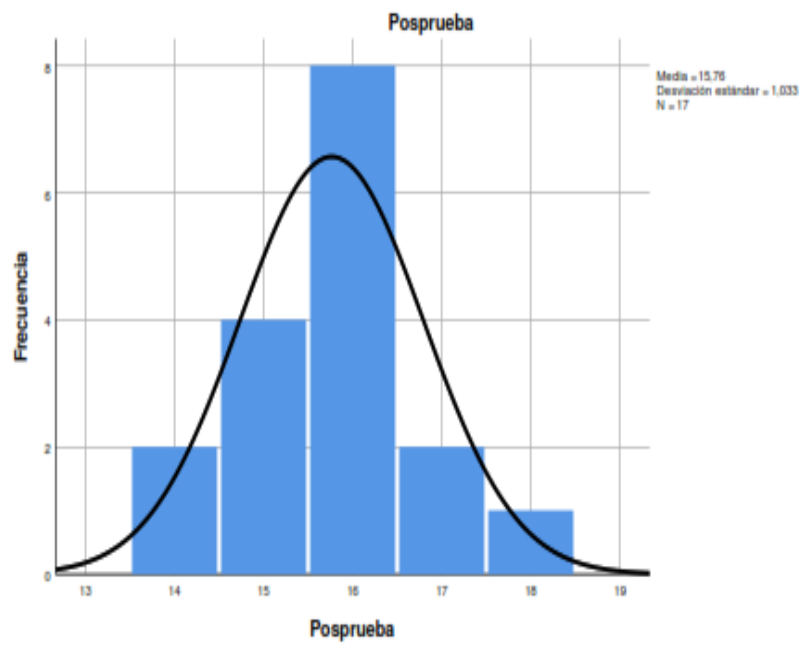 Posprueba
Media = 15,76
Desviación estándar = 1,033
N = 17
Frecuencia
8
6
4
2
0
13 14 15 16 17 18 19
Posprueba